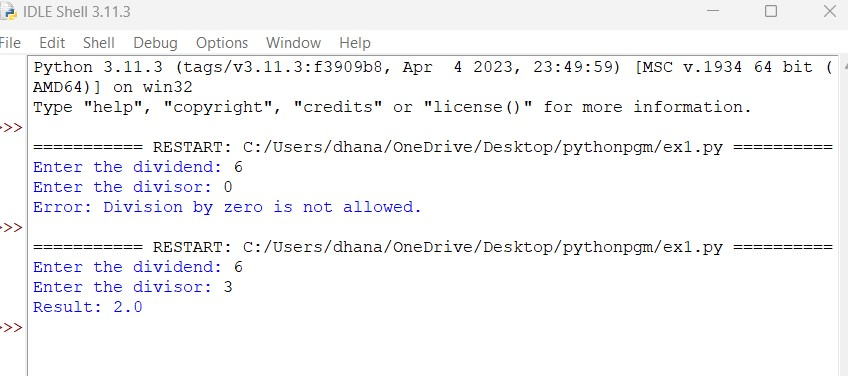 IDLE Shell 3.11.3
File Edit Shell Debug Options Window Help
Python 3.11.3 (tags/v3.11.3:f3909b8, Apr  4 2023, 23:49:59) [MSC v.1934 64 bit (
AMD64)] on win32
Type "help", "copyright", "credits" or "license()" for more information.
>>>
=========== RESTART: C:/Users/dhana/OneDrive/Desktop/pythonpgm/ex1.py ==========
Enter the dividend: 6
Enter the divisor: 0
Error: Division by zero is not allowed.
>>>
=========== RESTART: C:/Users/dhana/OneDrive/Desktop/pythonpgm/ex1.py ==========
Enter the dividend: 6
Enter the divisor: 3
Result: 2.0
>>>